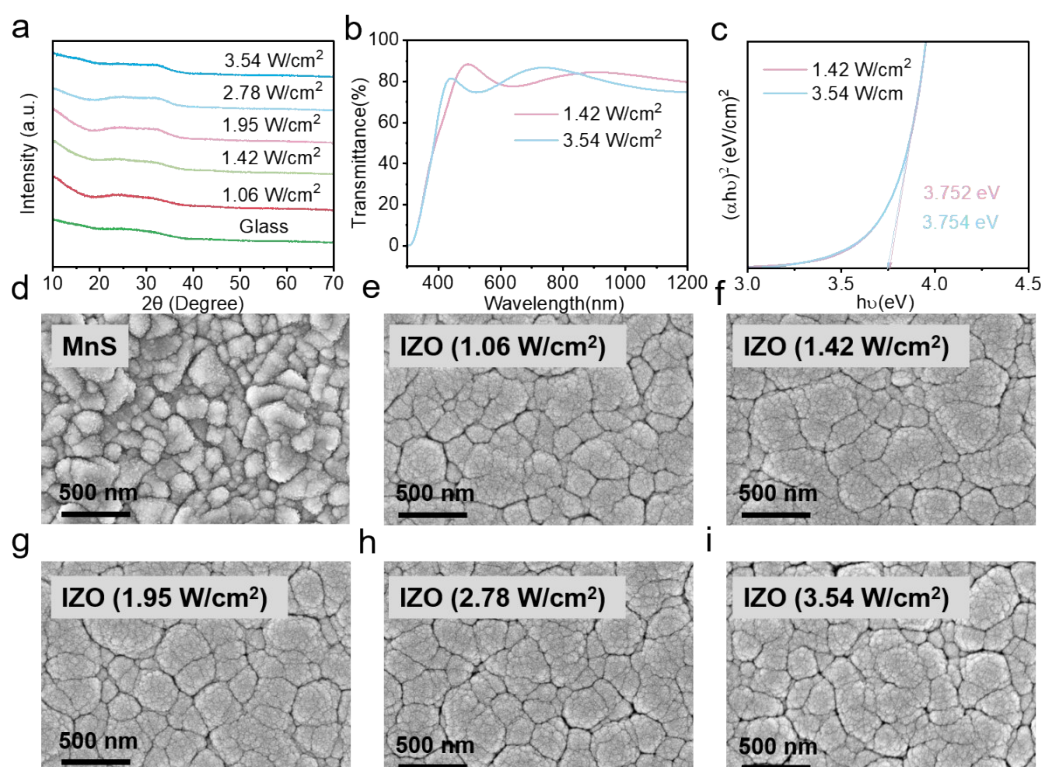 a
3.54 W/cm²
2.78 W/cm²
1.95 W/cm²
1.42 W/cm²
1.06 W/cm²
Glass
Intensity (a.u.)
10 20 30 40 50 60 70
2θ (Degree)
b
100
80
60
40
20
0
Transmittance(%)
1.42 W/cm²
3.54 W/cm²
400 600 800 1000 1200
Wavelength(nm)
c
1.42 W/cm²
3.54 W/cm
(αhυ)² (eV/cm)²
3.752 eV
3.754 eV
3.0 3.5 4.0 4.5
hυ(eV)
d
MnS
500 nm
e
IZO (1.06 W/cm²)
500 nm
f
IZO (1.42 W/cm²)
500 nm
g
IZO (1.95 W/cm²)
500 nm
h
IZO (2.78 W/cm²)
500 nm
i
IZO (3.54 W/cm²)
500 nm